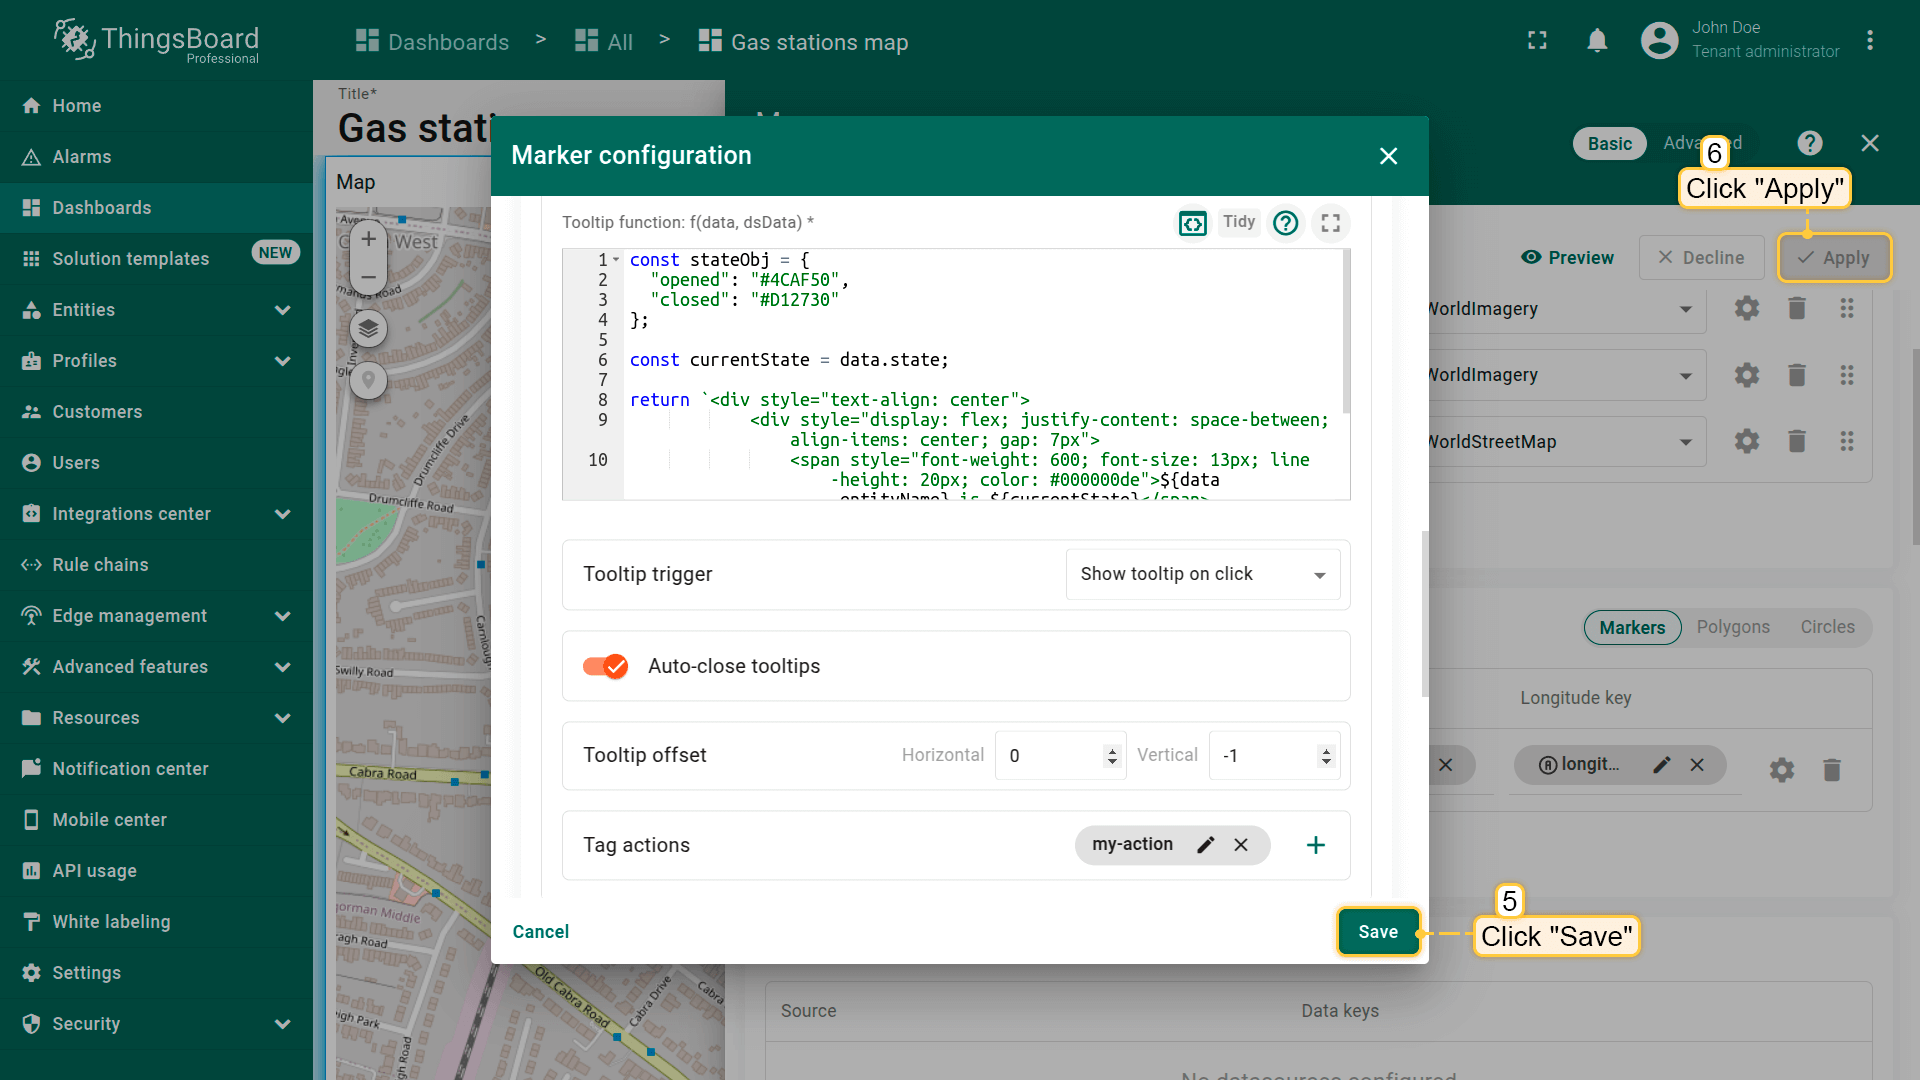 ThingsBoard
Professional
Dashboards > All > Gas stations map
John Doe
Tenant administrator
Home
Alarms
Dashboards
Solution templates NEW
Entities
Profiles
Customers
Users
Integrations center
Rule chains
Edge management
Advanced features
Resources
Notification center
Mobile center
API usage
White labeling
Settings
Security
Title*
Gas stati
Map
West
Drumcliffe Drive
Drumcliffe Road
Swilly Road
Cabra Road
gorman Middle
Old Cabra Road
Cabra Drive
Marker configuration
Tooltip function: f(data, dsData) *
Tidy
1 const stateObj = {
2 "opened": "#4CAF50",
3 "closed": "#D12730"
4 };
5
6 const currentState = data.state;
7
8 return `<div style="text-align: center">
9 <div style="display: flex; justify-content: space-between;
align-items: center; gap: 7px">
10 <span style="font-weight: 600; font-size: 13px; line
-height: 20px; color: #000000de">${data
entityName} is ${currentState}</span>
Tooltip trigger
Show tooltip on click
Auto-close tooltips
Tooltip offset
Horizontal 0
Vertical -1
Tag actions
my-action
Cancel
Save
5
Click "Save"
Basic
6
Click "Apply"
Preview
Decline
Apply
WorldImagery
WorldImagery
WorldStreetMap
Markers Polygons Circles
Longitude key
longit...
Source
Data keys
No datasources configured